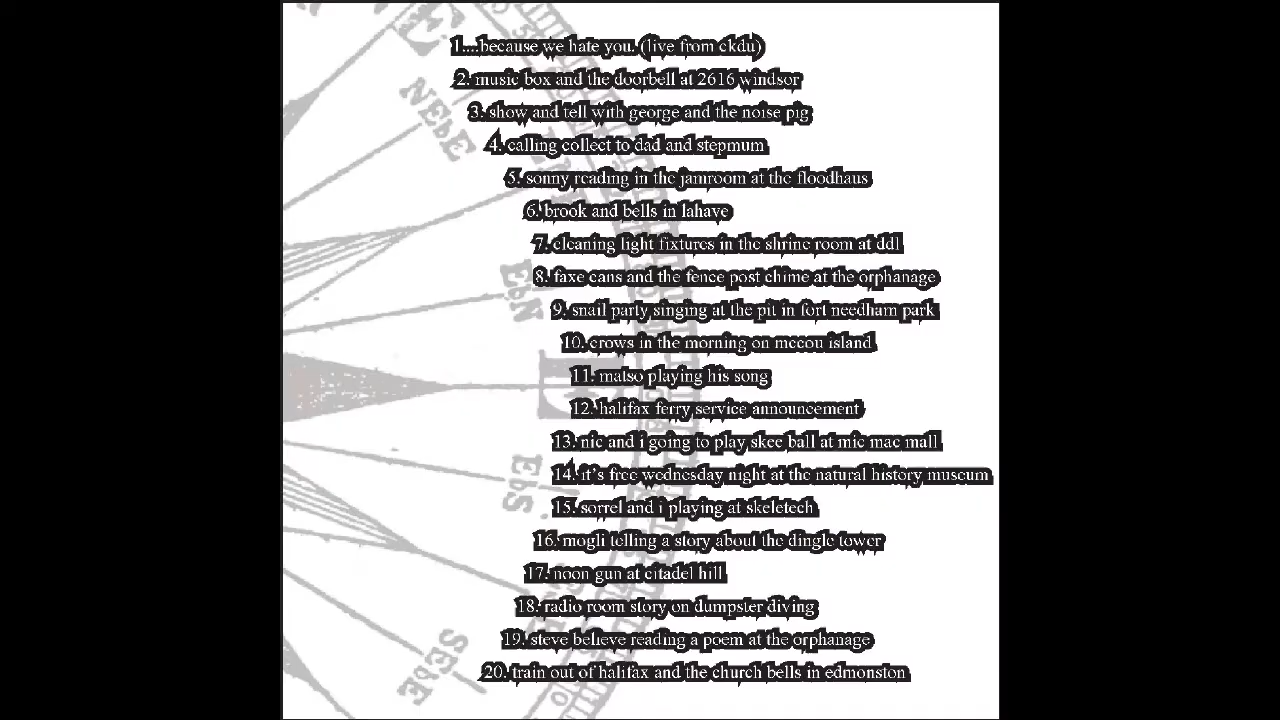 1....because we hate you. (live from ckdu)
2. music box and the doorbell at 2616 windsor
3. show and tell with george and the noise pig
4. calling collect to dad and stepmum
5. sonny reading in the jamroom at the floodhaus
6. brook and bells in lahave
7. cleaning light fixtures in the shrine room at ddl
8. faxe cans and the fence post chime at the orphanage
9. snail party singing at the pit in fort needham park
10. crows in the morning on mccou island
11. matso playing his song
12. halifax ferry service announcement
13. nic and i going to play skee ball at mic mac mall
14. it's free wednesday night at the natural history museum
15. sorrel and i playing at skeletech
16. mogli telling a story about the dingle tower
17. noon gun at citadel hill
18. radio room story on dumpster diving
19. steve believe reading a poem at the orphanage
20. train out of halifax and the church bells in edmonston
NEbE
EbN
E
EbS
SEbE